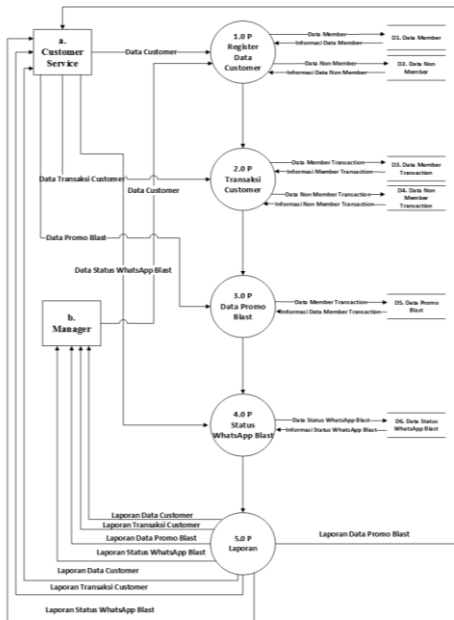 a.
Customer
Service
Data Customer
1.0 P
Register
Data
Customer
Data Member
Informasi Data Member
D1. Data Member
Data Non Member
Informasi Data Non Member
D2. Data Non
Member
Data Transaksi Customer
Data Customer
2.0 P
Transaksi
Customer
Data Member Transaction
Informasi Member Transaction
D3. Data Member
Transaction
Data Non Member Transaction
Informasi Non Member Transaction
D4. Data Non
Member
Transaction
Data Promo Blast
Data Status WhatsApp Blast
b.
Manager
3.0 P
Data Promo
Blast
Data Member Transaction
Informasi Data Member Transaction
D5. Data Promo
Blast
4.0 P
Status
WhatsApp Blast
Data Status WhatsApp Blast
Informasi Status WhatsApp Blast
D6. Data Status
WhatsApp Blast
Laporan Data Customer
Laporan Transaksi Customer
Laporan Data Promo Blast
Laporan Status WhatsApp Blast
5.0 P
Laporan
Laporan Data Promo Blast
Laporan Data Customer
Laporan Transaksi Customer
Laporan Status WhatsApp Blast